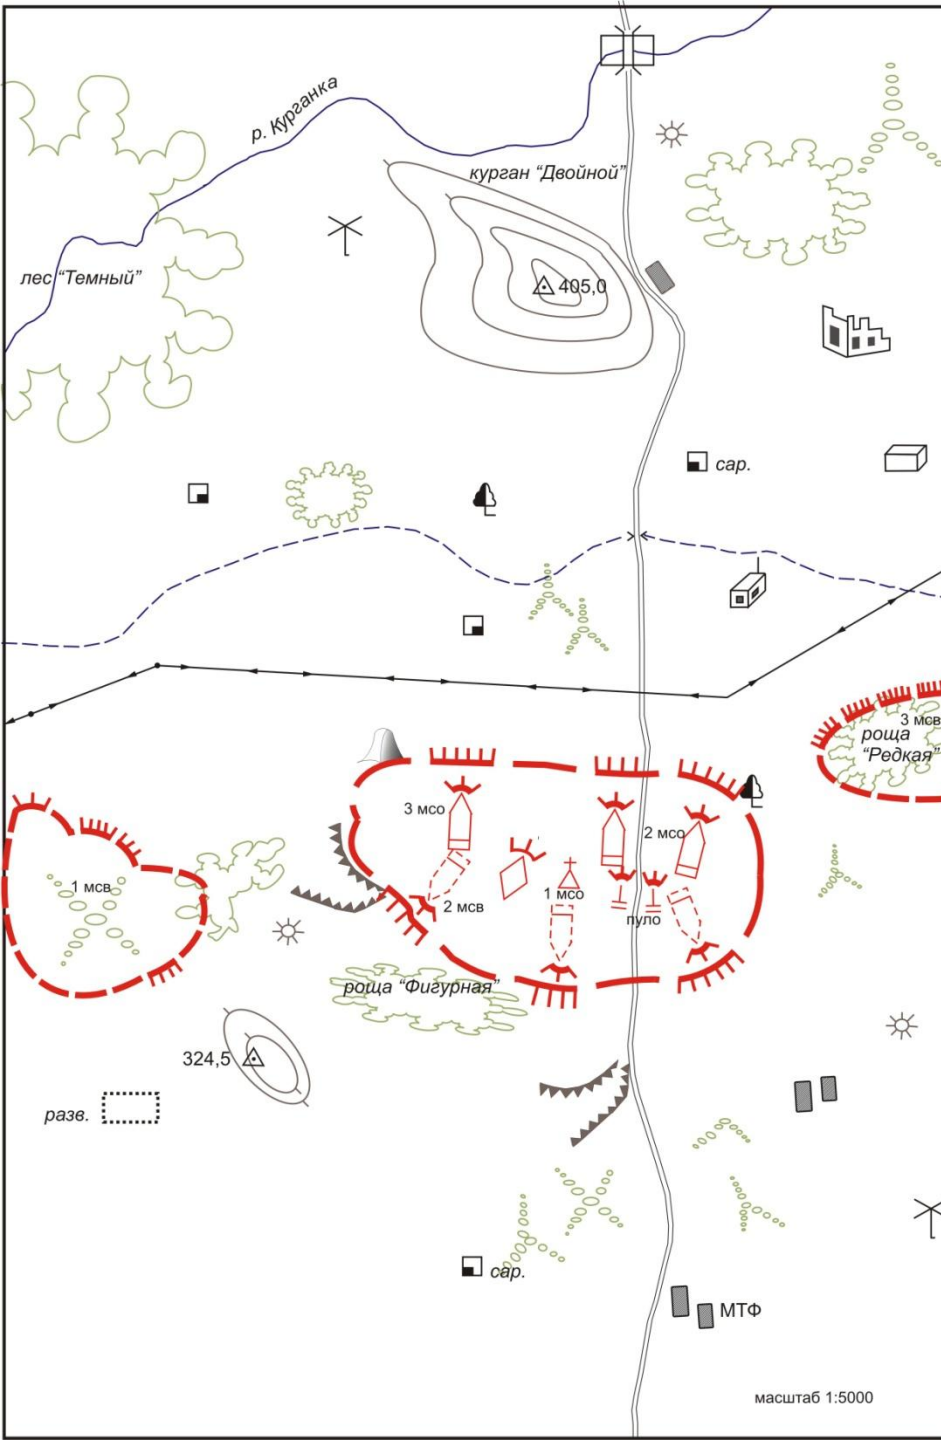 р. Курганка
курган “Двойной”
лес “Темный”
405,0
сар.
3 мсв
роща
“Редкая”
3 мсо
2 мсо
1 мсв
1 мсо
2 мсв
пуло
роща “Фигурная”
324,5
разв.
сар.
МТФ
масштаб 1:5000